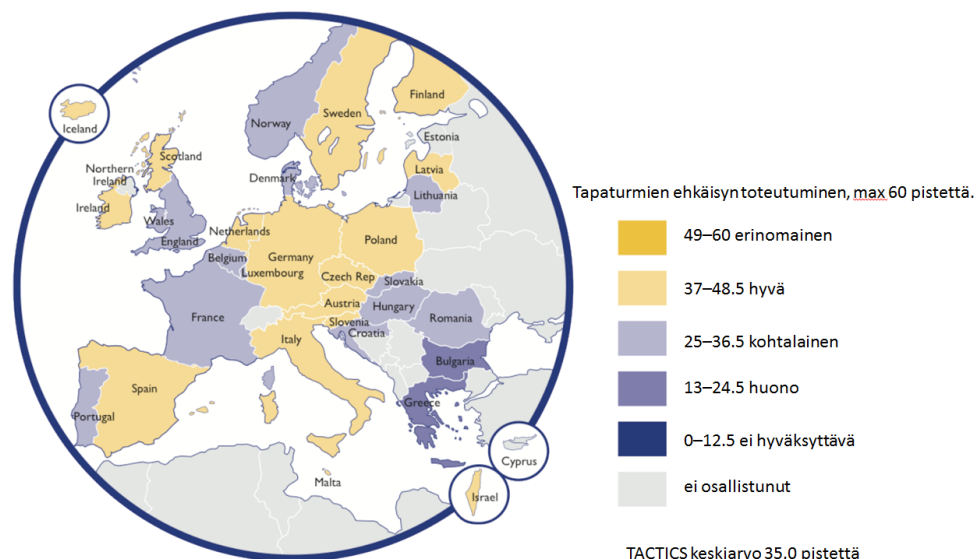 Iceland
Finland
Sweden
Norway
Estonia
Scotland
Northern
Ireland
Latvia
Denmark
Lithuania
Ireland
Wales
England
Netherlands
Poland
Belgium
Germany
Luxembourg
Czech Rep
Slovakia
Austria
Hungary
France
Slovenia
Romania
Croatia
Italy
Bulgaria
Spain
Greece
Portugal
Cyprus
Malta
Israel
Tapaturmien ehkäisyn toteutuminen, max 60 pistettä.
49–60 erinomainen
37–48.5 hyvä
25–36.5 kohtalainen
13–24.5 huono
0–12.5 ei hyväksyttävä
ei osallistunut
TACTICS keskiarvo 35.0 pistettä